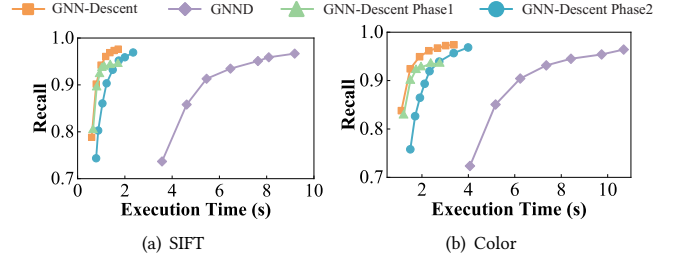 GNN-Descent GNND GNN-Descent Phase1 GNN-Descent Phase2
1.0 1.0
0.9 0.9
Recall Recall
0.8 0.8
0.7 0.7
0 2 4 6 8 10 2 4 6 8 10
Execution Time (s) Execution Time (s)
(a) SIFT (b) Color